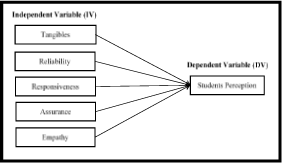 Independent Variable (IV)
Tangibles
Reliability
Dependent Variable (DV)
Responsiveness
Students Perception
Assurance
Empathy